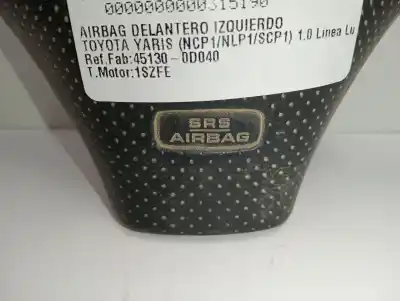 0000000000315190
AIRBAG DELANTERO IZQUIERDO
TOYOTA YARIS (NCP1/NLP1/SCP1) 1.0 Linea Lu
Ref.Fab:45130-0D040
T.Motor:1SZFE
SRS
AIRBAG